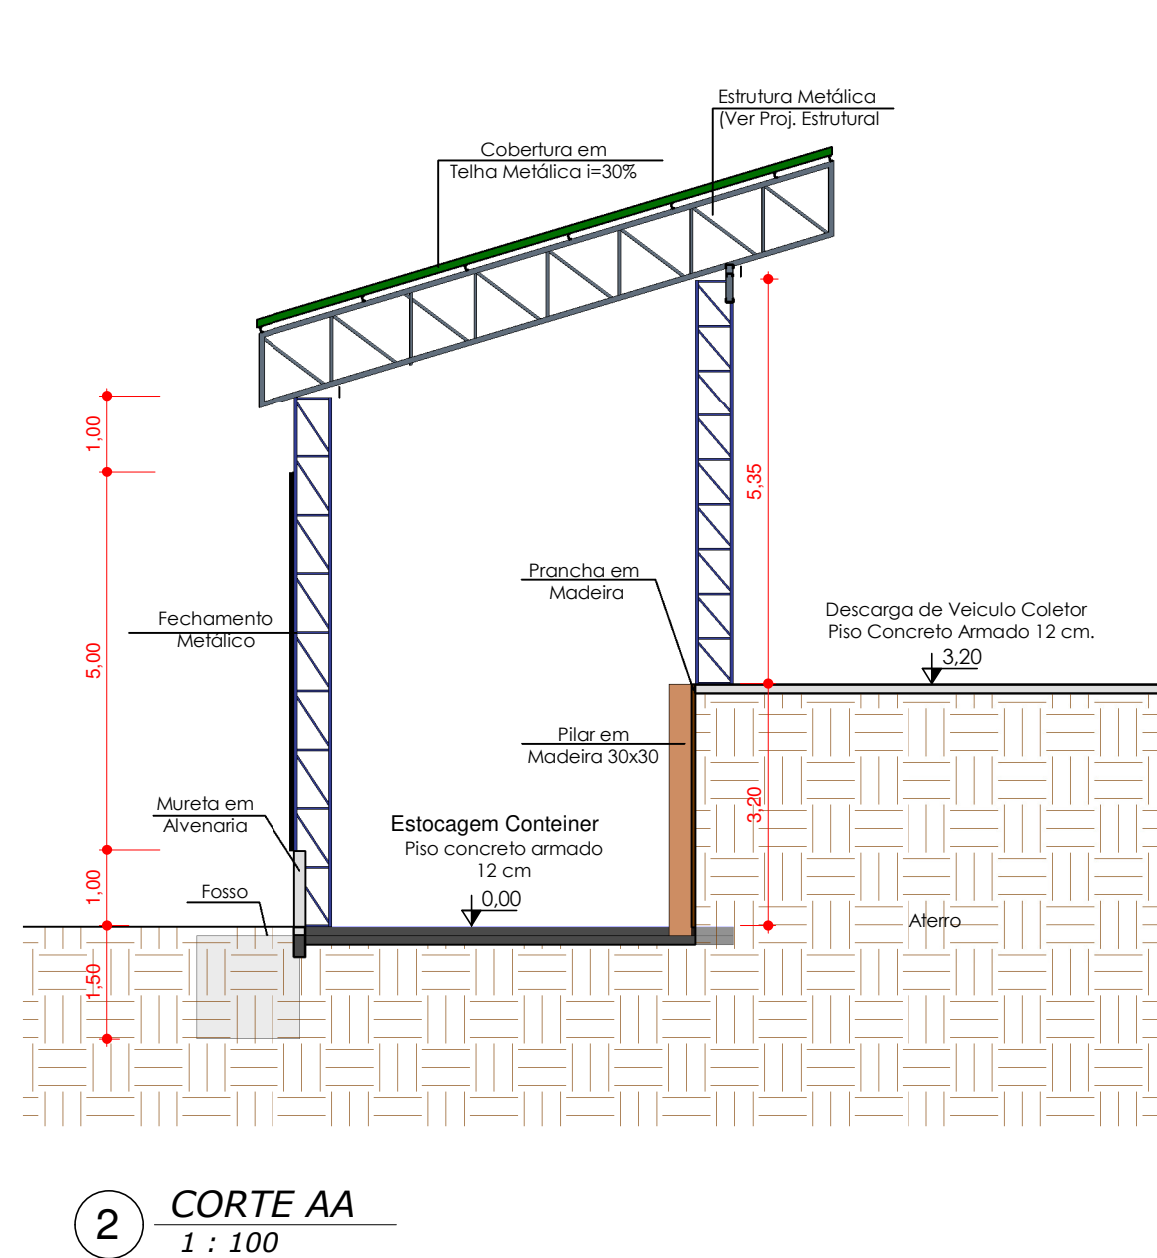 Estrutura Metálica
(Ver Proj. Estrutural
Cobertura em
Telha Metálica i=30%
1,00
5,35
Prancha em
Madeira
Descarga de Veiculo Coletor
Piso Concreto Armado 12 cm.
3,20
Fechamento
Metálico
5,00
Pilar em
Madeira 30x30
3,20
Mureta em
Alvenaria
Estocagem Conteiner
Piso concreto armado
12 cm
0,00
1,00
Fosso
Aterro
1,50
2
CORTE AA
1 : 100